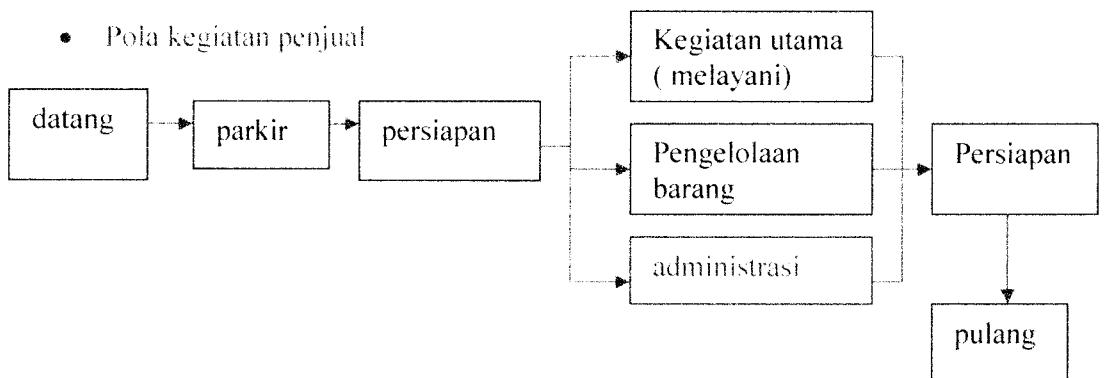 • Pola kegiatan penjual
datang
parkir
persiapan
Kegiatan utama
( melayani)
Pengelolaan
barang
administrasi
Persiapan
pulang